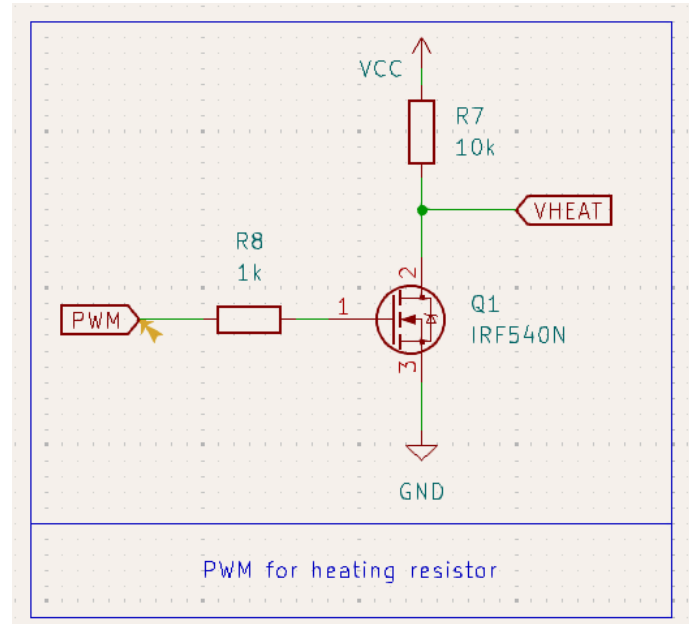 VCC
R7
10k
VHEAT
R8
1k
2
1
PWM
Q1
IRF540N
3
GND
PWM for heating resistor